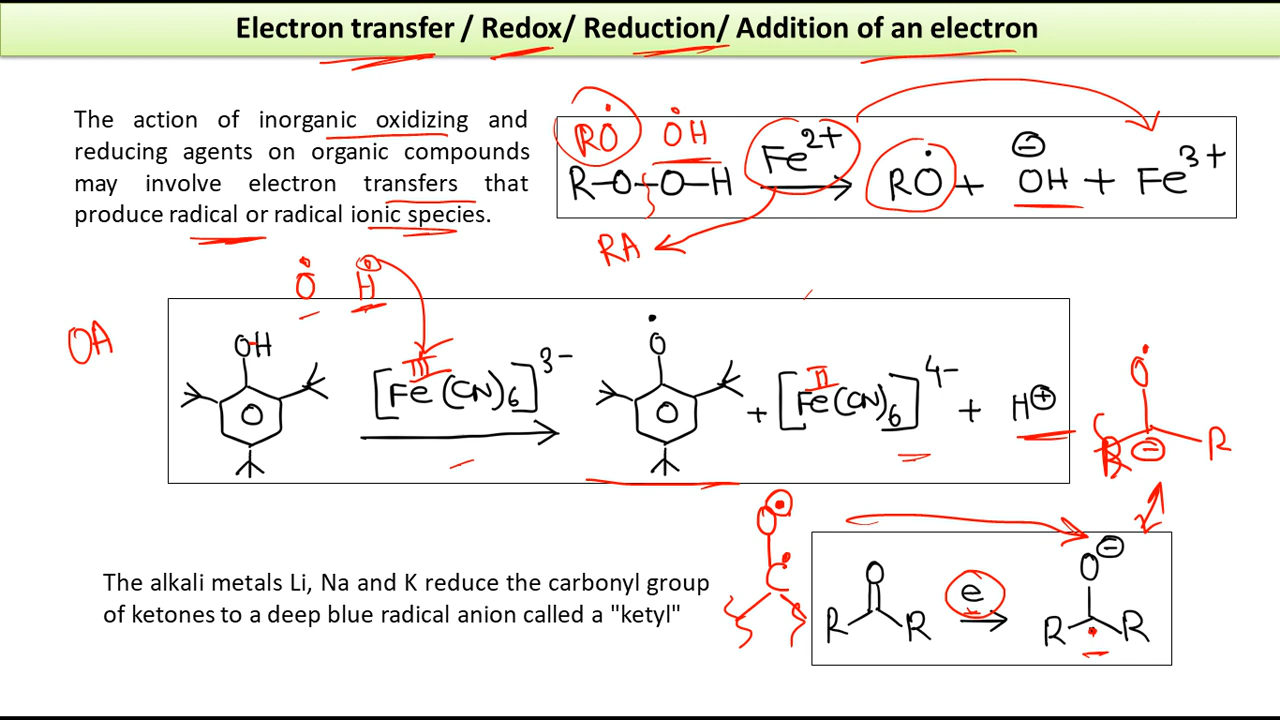 Electron transfer / Redox/ Reduction/ Addition of an electron
The action of inorganic oxidizing and
reducing agents on organic compounds
may involve electron transfers that
produce radical or radical ionic species.
RO• •OH
R-O-O-H Fe2+ → RO• + ⊖OH + Fe3+
RA
O• H•
OA
OH [Fe(CN)6]3- III → O• + [Fe(CN)6]4- II + H⊕
O• R ⊖ R
O• C•
The alkali metals Li, Na and K reduce the carbonyl group
of ketones to a deep blue radical anion called a "ketyl"
O R R e → O⊖ R • R